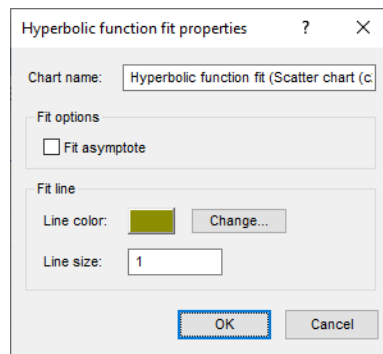 Hyperbolic function fit properties ?
Chart name: Hyperbolic function fit (Scatter chart (c
Fit options
Fit asymptote
Fit line
Line color: Change...
Line size: 1
OK Cancel